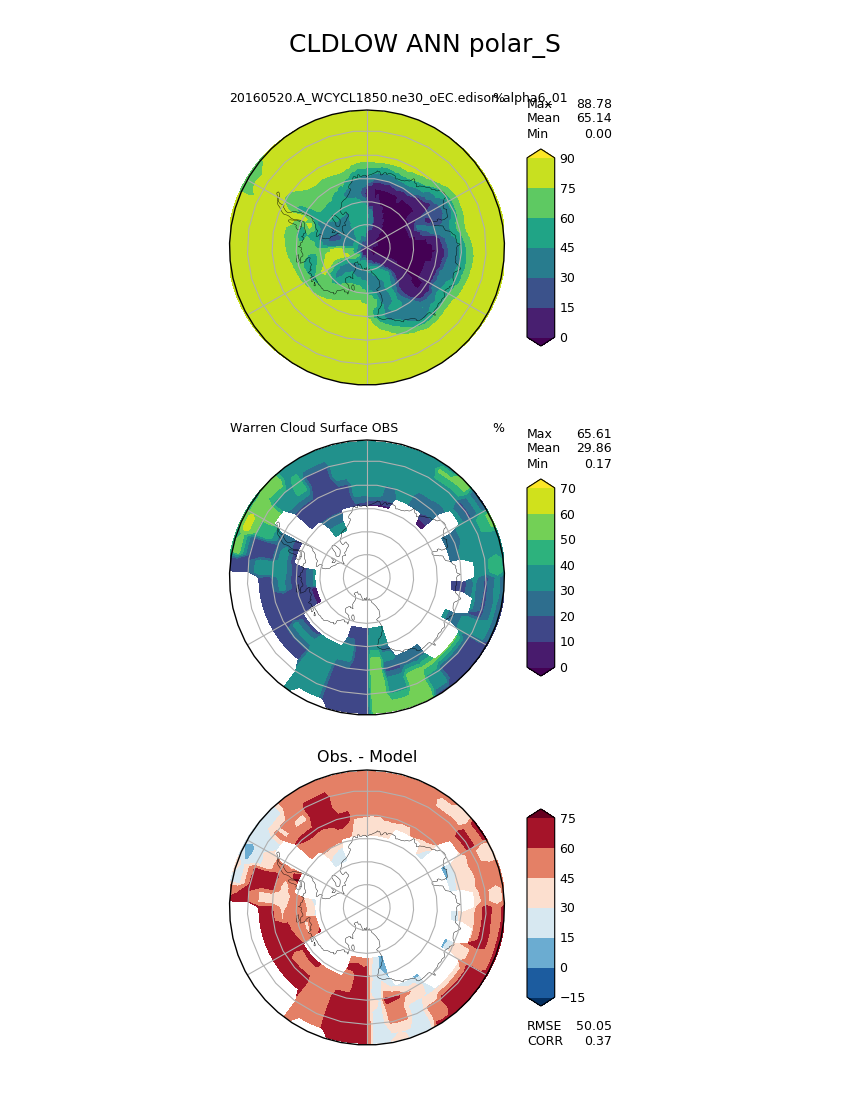 CLDLOW ANN polar_S
20160520.A_WCYCL1850.ne30_oEC.edison.alpha6_01 %
Max 88.78
Mean 65.14
Min 0.00
90
75
60
45
30
15
0
Warren Cloud Surface OBS %
Max 65.61
Mean 29.86
Min 0.17
70
60
50
40
30
20
10
0
Obs. - Model
75
60
45
30
15
0
−15
RMSE 50.05
CORR 0.37